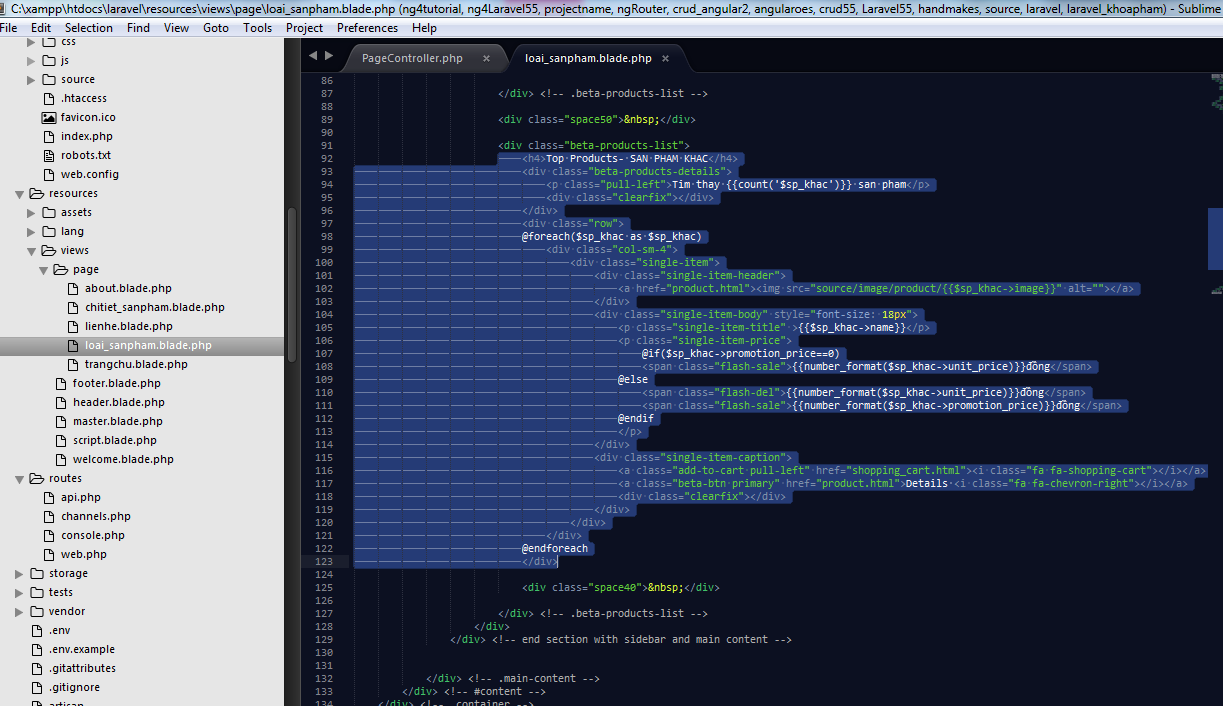 C:\xampp\htdocs\laravel\resources\views\page\loai_sanpham.blade.php (ng4tutorial, ng4Laravel55, projectname, ngRouter, crud_angular2, angularoes, crud55, Laravel55, handmakes, source, laravel, laravel_khoapham) - Sublime
File Edit Selection Find View Goto Tools Project Preferences Help
css
js
source
.htaccess
favicon.ico
index.php
robots.txt
web.config
resources
assets
lang
views
page
about.blade.php
chitiet_sanpham.blade.php
lienhe.blade.php
loai_sanpham.blade.php
trangchu.blade.php
footer.blade.php
header.blade.php
master.blade.php
script.blade.php
welcome.blade.php
routes
api.php
channels.php
console.php
web.php
storage
tests
vendor
.env
.env.example
.gitattributes
.gitignore
artisan
PageController.php × loai_sanpham.blade.php ×
86
87 </div> <!-- .beta-products-list -->
88
89 <div class="space50">&nbsp;</div>
90
91 <div class="beta-products-list">
92 <h4>Top Products- SAN PHAM KHAC</h4>
93 <div class="beta-products-details">
94 <p class="pull-left">Tim thay {{count('$sp_khac')}} san pham</p>
95 <div class="clearfix"></div>
96 </div>
97 <div class="row">
98 @foreach($sp_khac as $sp_khac)
99 <div class="col-sm-4">
100 <div class="single-item">
101 <div class="single-item-header">
102 <a href="product.html"><img src="source/image/product/{{$sp_khac->image}}" alt=""></a>
103 </div>
104 <div class="single-item-body" style="font-size: 18px">
105 <p class="single-item-title" >{{$sp_khac->name}}</p>
106 <p class="single-item-price">
107 @if($sp_khac->promotion_price==0)
108 <span class="flash-sale">{{number_format($sp_khac->unit_price)}}đồng</span>
109 @else
110 <span class="flash-del">{{number_format($sp_khac->unit_price)}}đồng</span>
111 <span class="flash-sale">{{number_format($sp_khac->promotion_price)}}đồng</span>
112 @endif
113 </p>
114 </div>
115 <div class="single-item-caption">
116 <a class="add-to-cart pull-left" href="shopping_cart.html"><i class="fa fa-shopping-cart"></i></a>
117 <a class="beta-btn primary" href="product.html">Details <i class="fa fa-chevron-right"></i></a>
118 <div class="clearfix"></div>
119 </div>
120 </div>
121 </div>
122 @endforeach
123 </div>
124
125 <div class="space40">&nbsp;</div>
126
127 </div> <!-- .beta-products-list -->
128 </div>
129 </div> <!-- end section with sidebar and main content -->
130
131
132 </div> <!-- .main-content -->
133 </div> <!-- #content -->
134 </div> <!-- .container -->